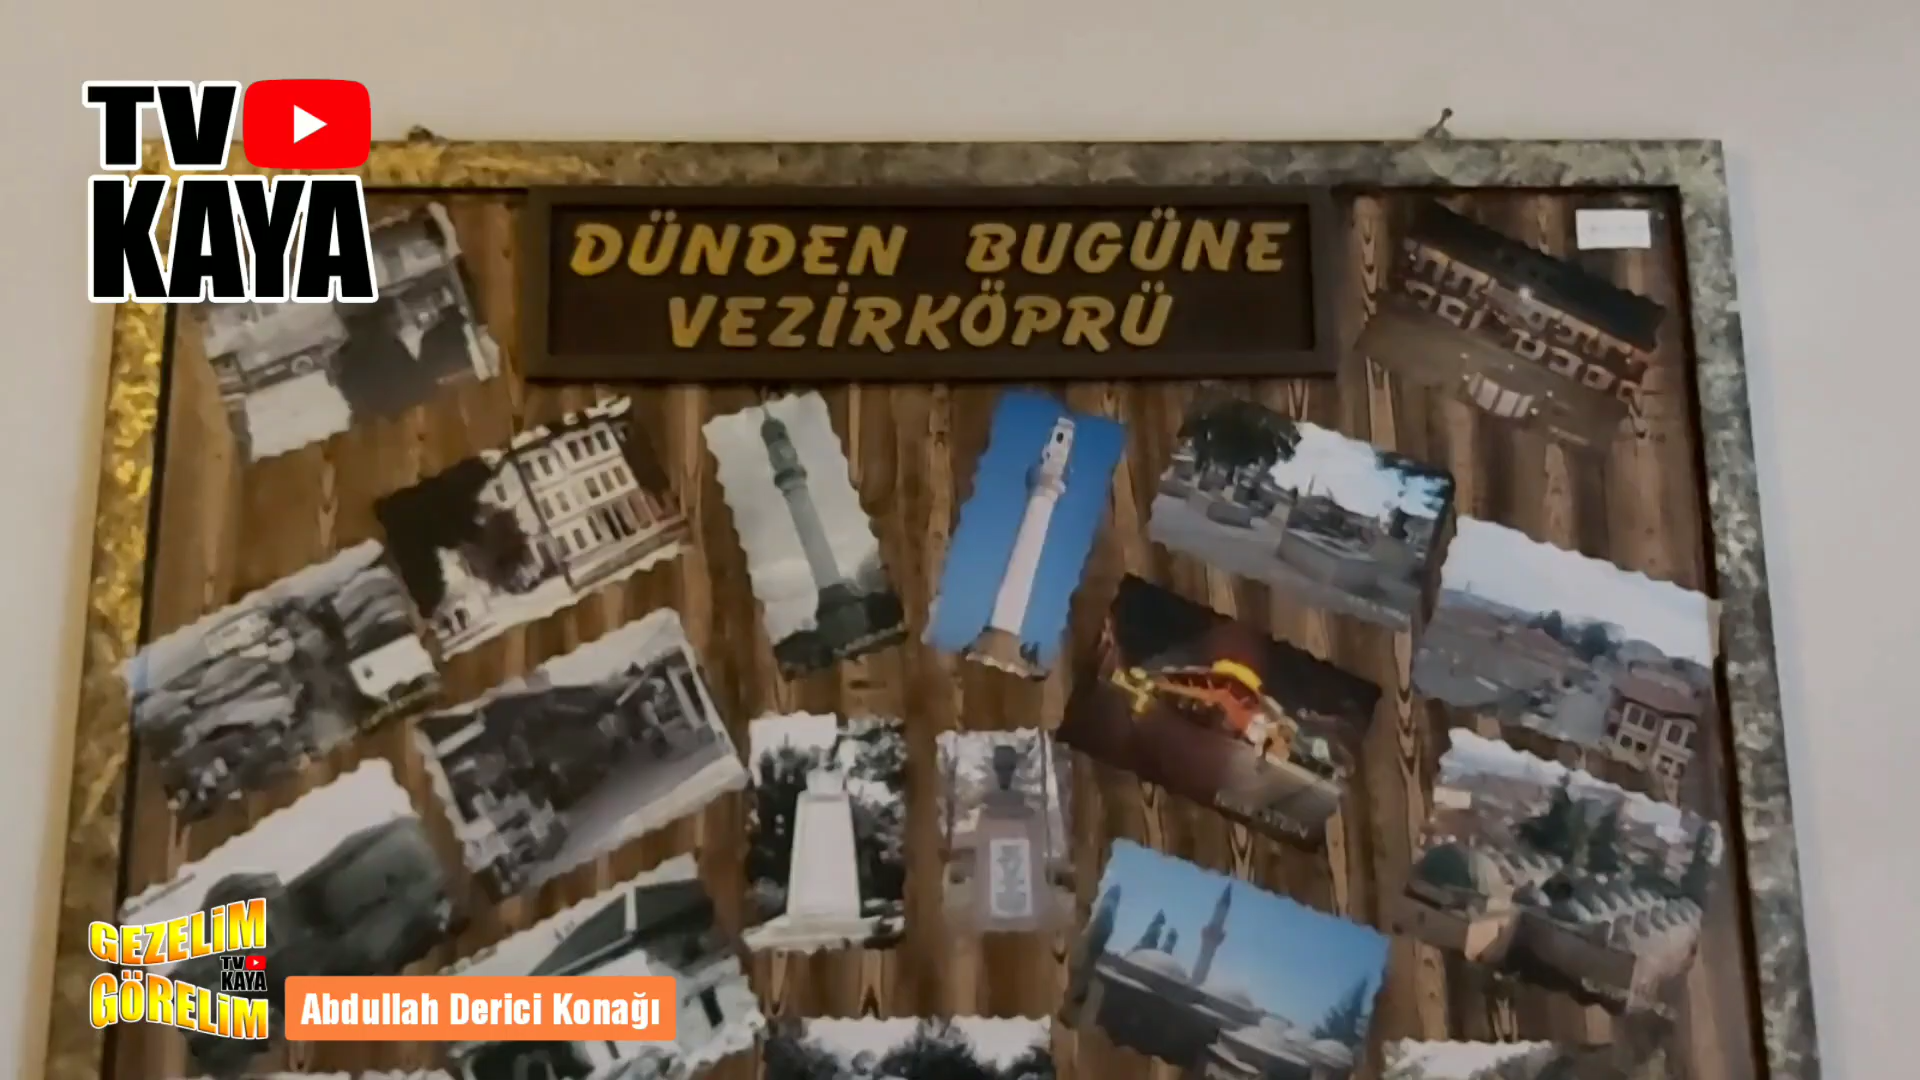 TV
KAYA
DÜNDEN BUGÜNE
VEZİRKÖPRÜ
GEZELİM
TV
KAYA
GÖRELİM
Abdullah Derici Konağı